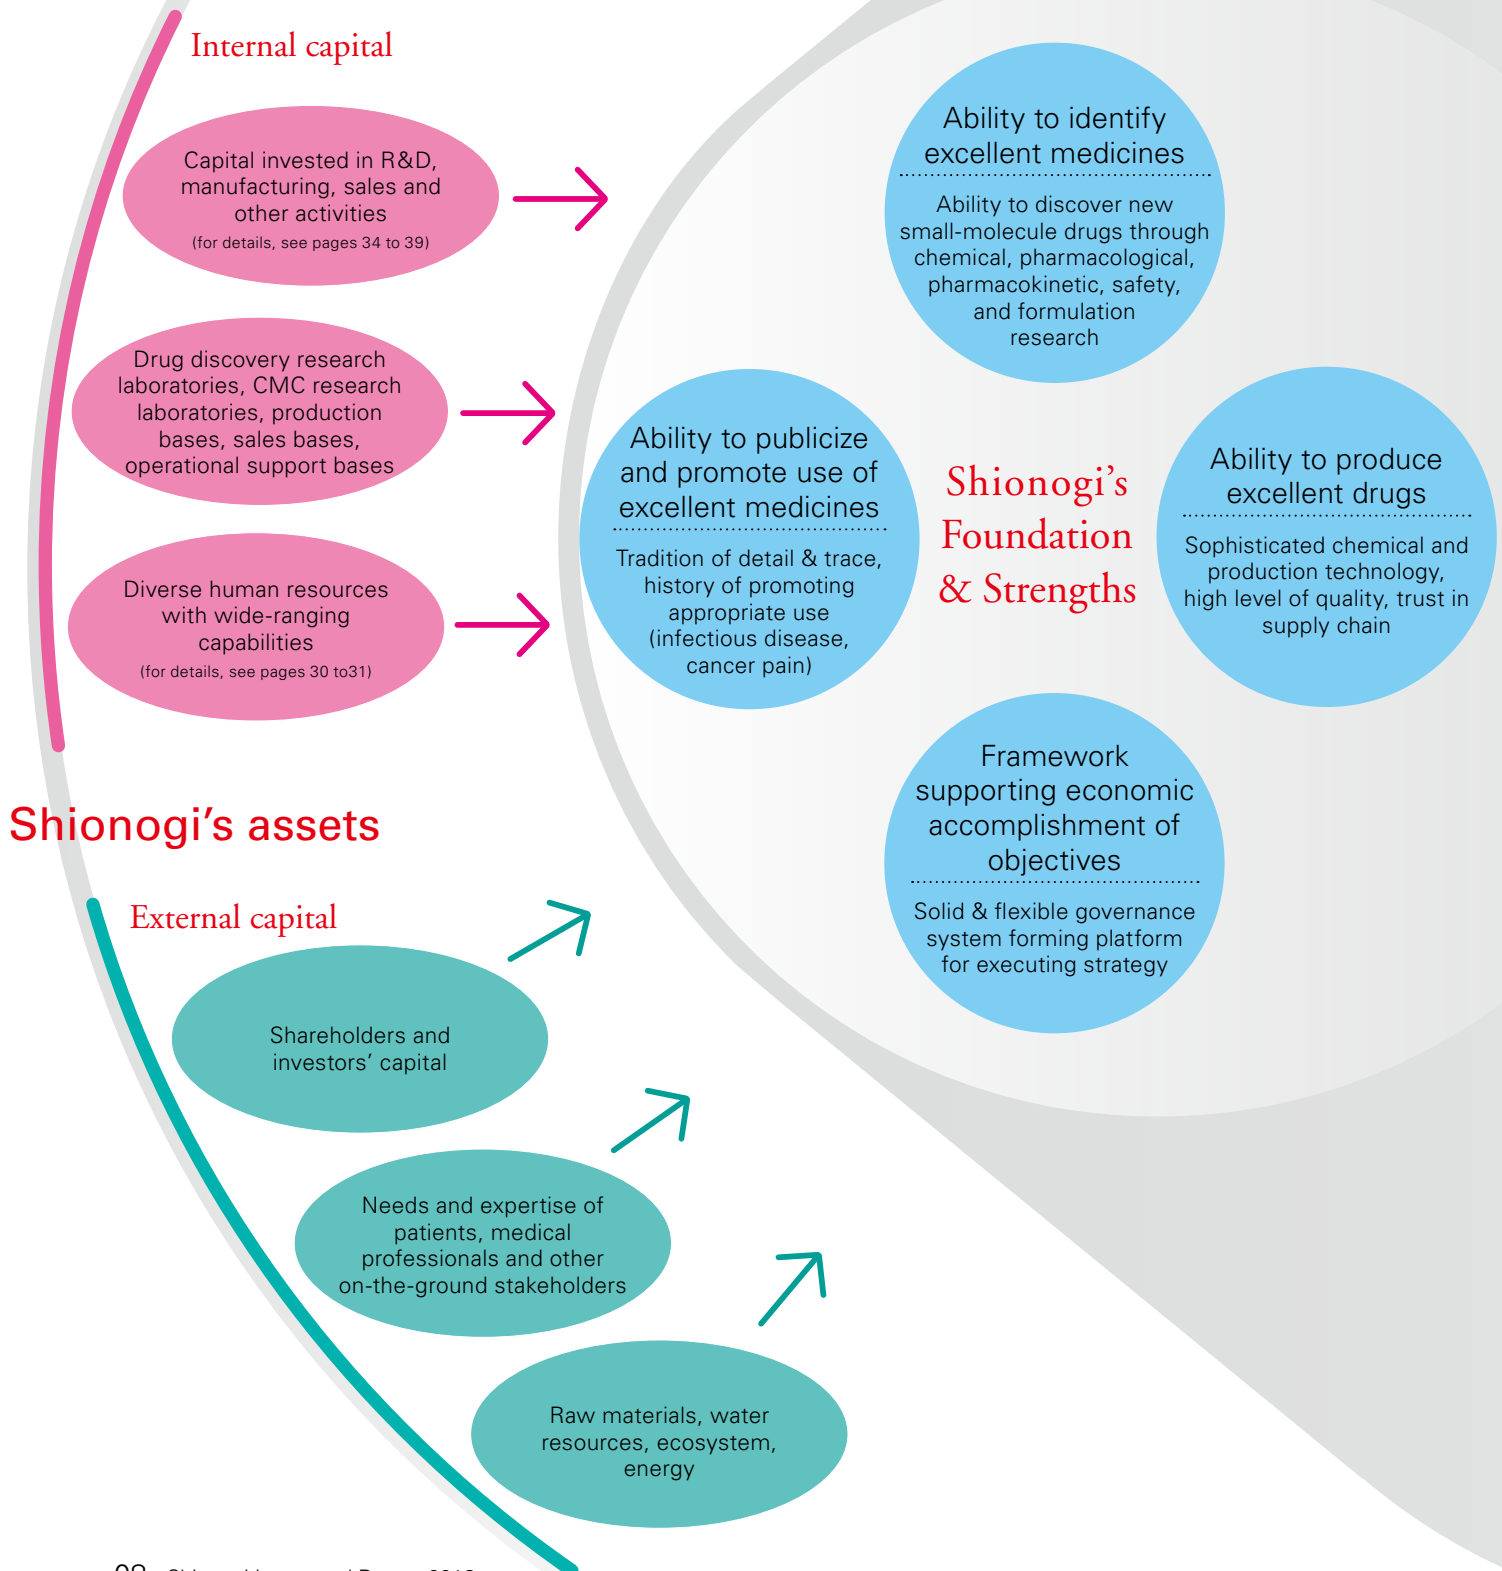 Internal capital
Capital invested in R&D,
manufacturing, sales and
other activities
(for details, see pages 34 to 39)
Drug discovery research
laboratories, CMC research
laboratories, production
bases, sales bases,
operational support bases
Diverse human resources
with wide-ranging
capabilities
(for details, see pages 30 to31)
Shionogi’s assets
External capital
Shareholders and
investors’ capital
Needs and expertise of
patients, medical
professionals and other
on-the-ground stakeholders
Raw materials, water
resources, ecosystem,
energy
Ability to identify
excellent medicines
Ability to discover new
small-molecule drugs through
chemical, pharmacological,
pharmacokinetic, safety,
and formulation
research
Ability to publicize
and promote use of
excellent medicines
Tradition of detail & trace,
history of promoting
appropriate use
(infectious disease,
cancer pain)
Shionogi’s
Foundation
& Strengths
Ability to produce
excellent drugs
Sophisticated chemical and
production technology,
high level of quality, trust in
supply chain
Framework
supporting economic
accomplishment of
objectives
Solid & flexible governance
system forming platform
for executing strategy